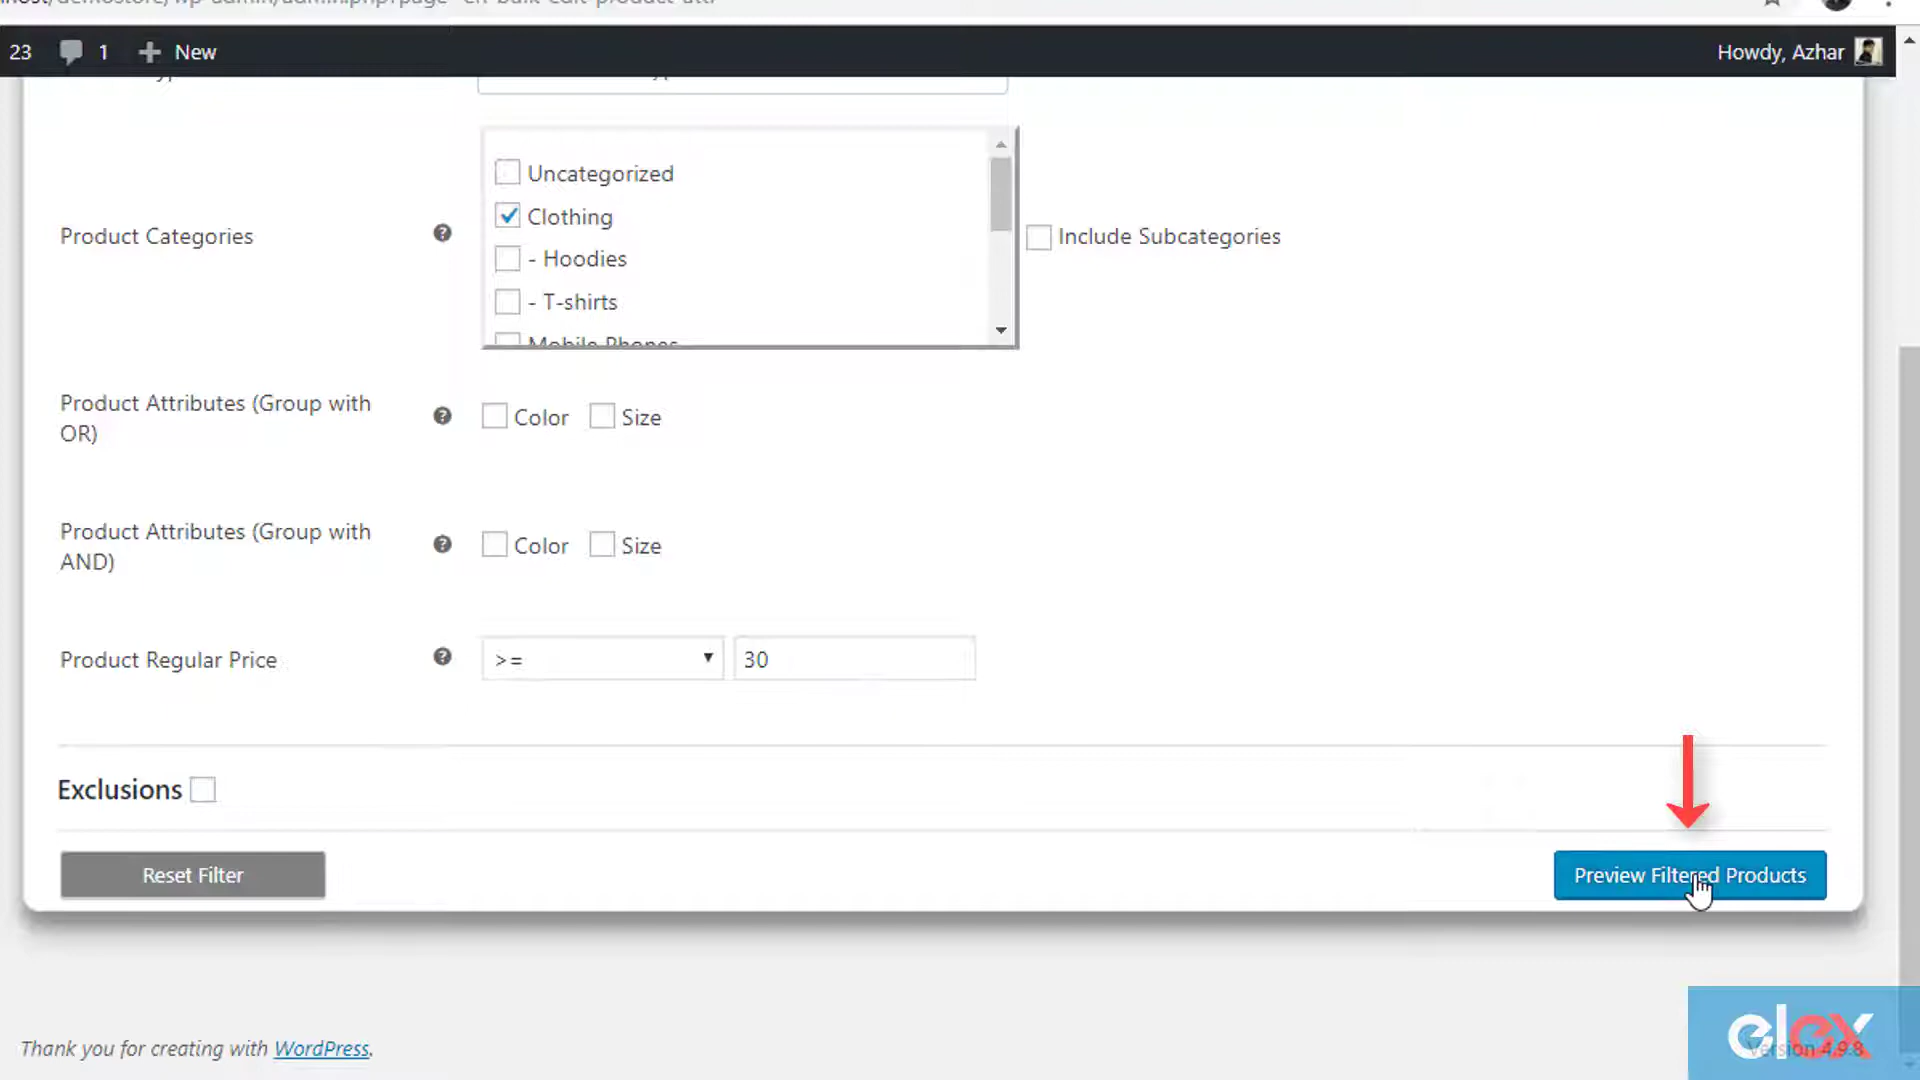 23 1 New Howdy, Azhar
Uncategorized
Clothing
- Hoodies
- T-shirts
Mobile Phones
Product Categories
Include Subcategories
Product Attributes (Group with
OR)
Color Size
Product Attributes (Group with
AND)
Color Size
Product Regular Price >= 30
Exclusions
Reset Filter Preview Filtered Products
elex
Thank you for creating with WordPress. Version 4.9.8